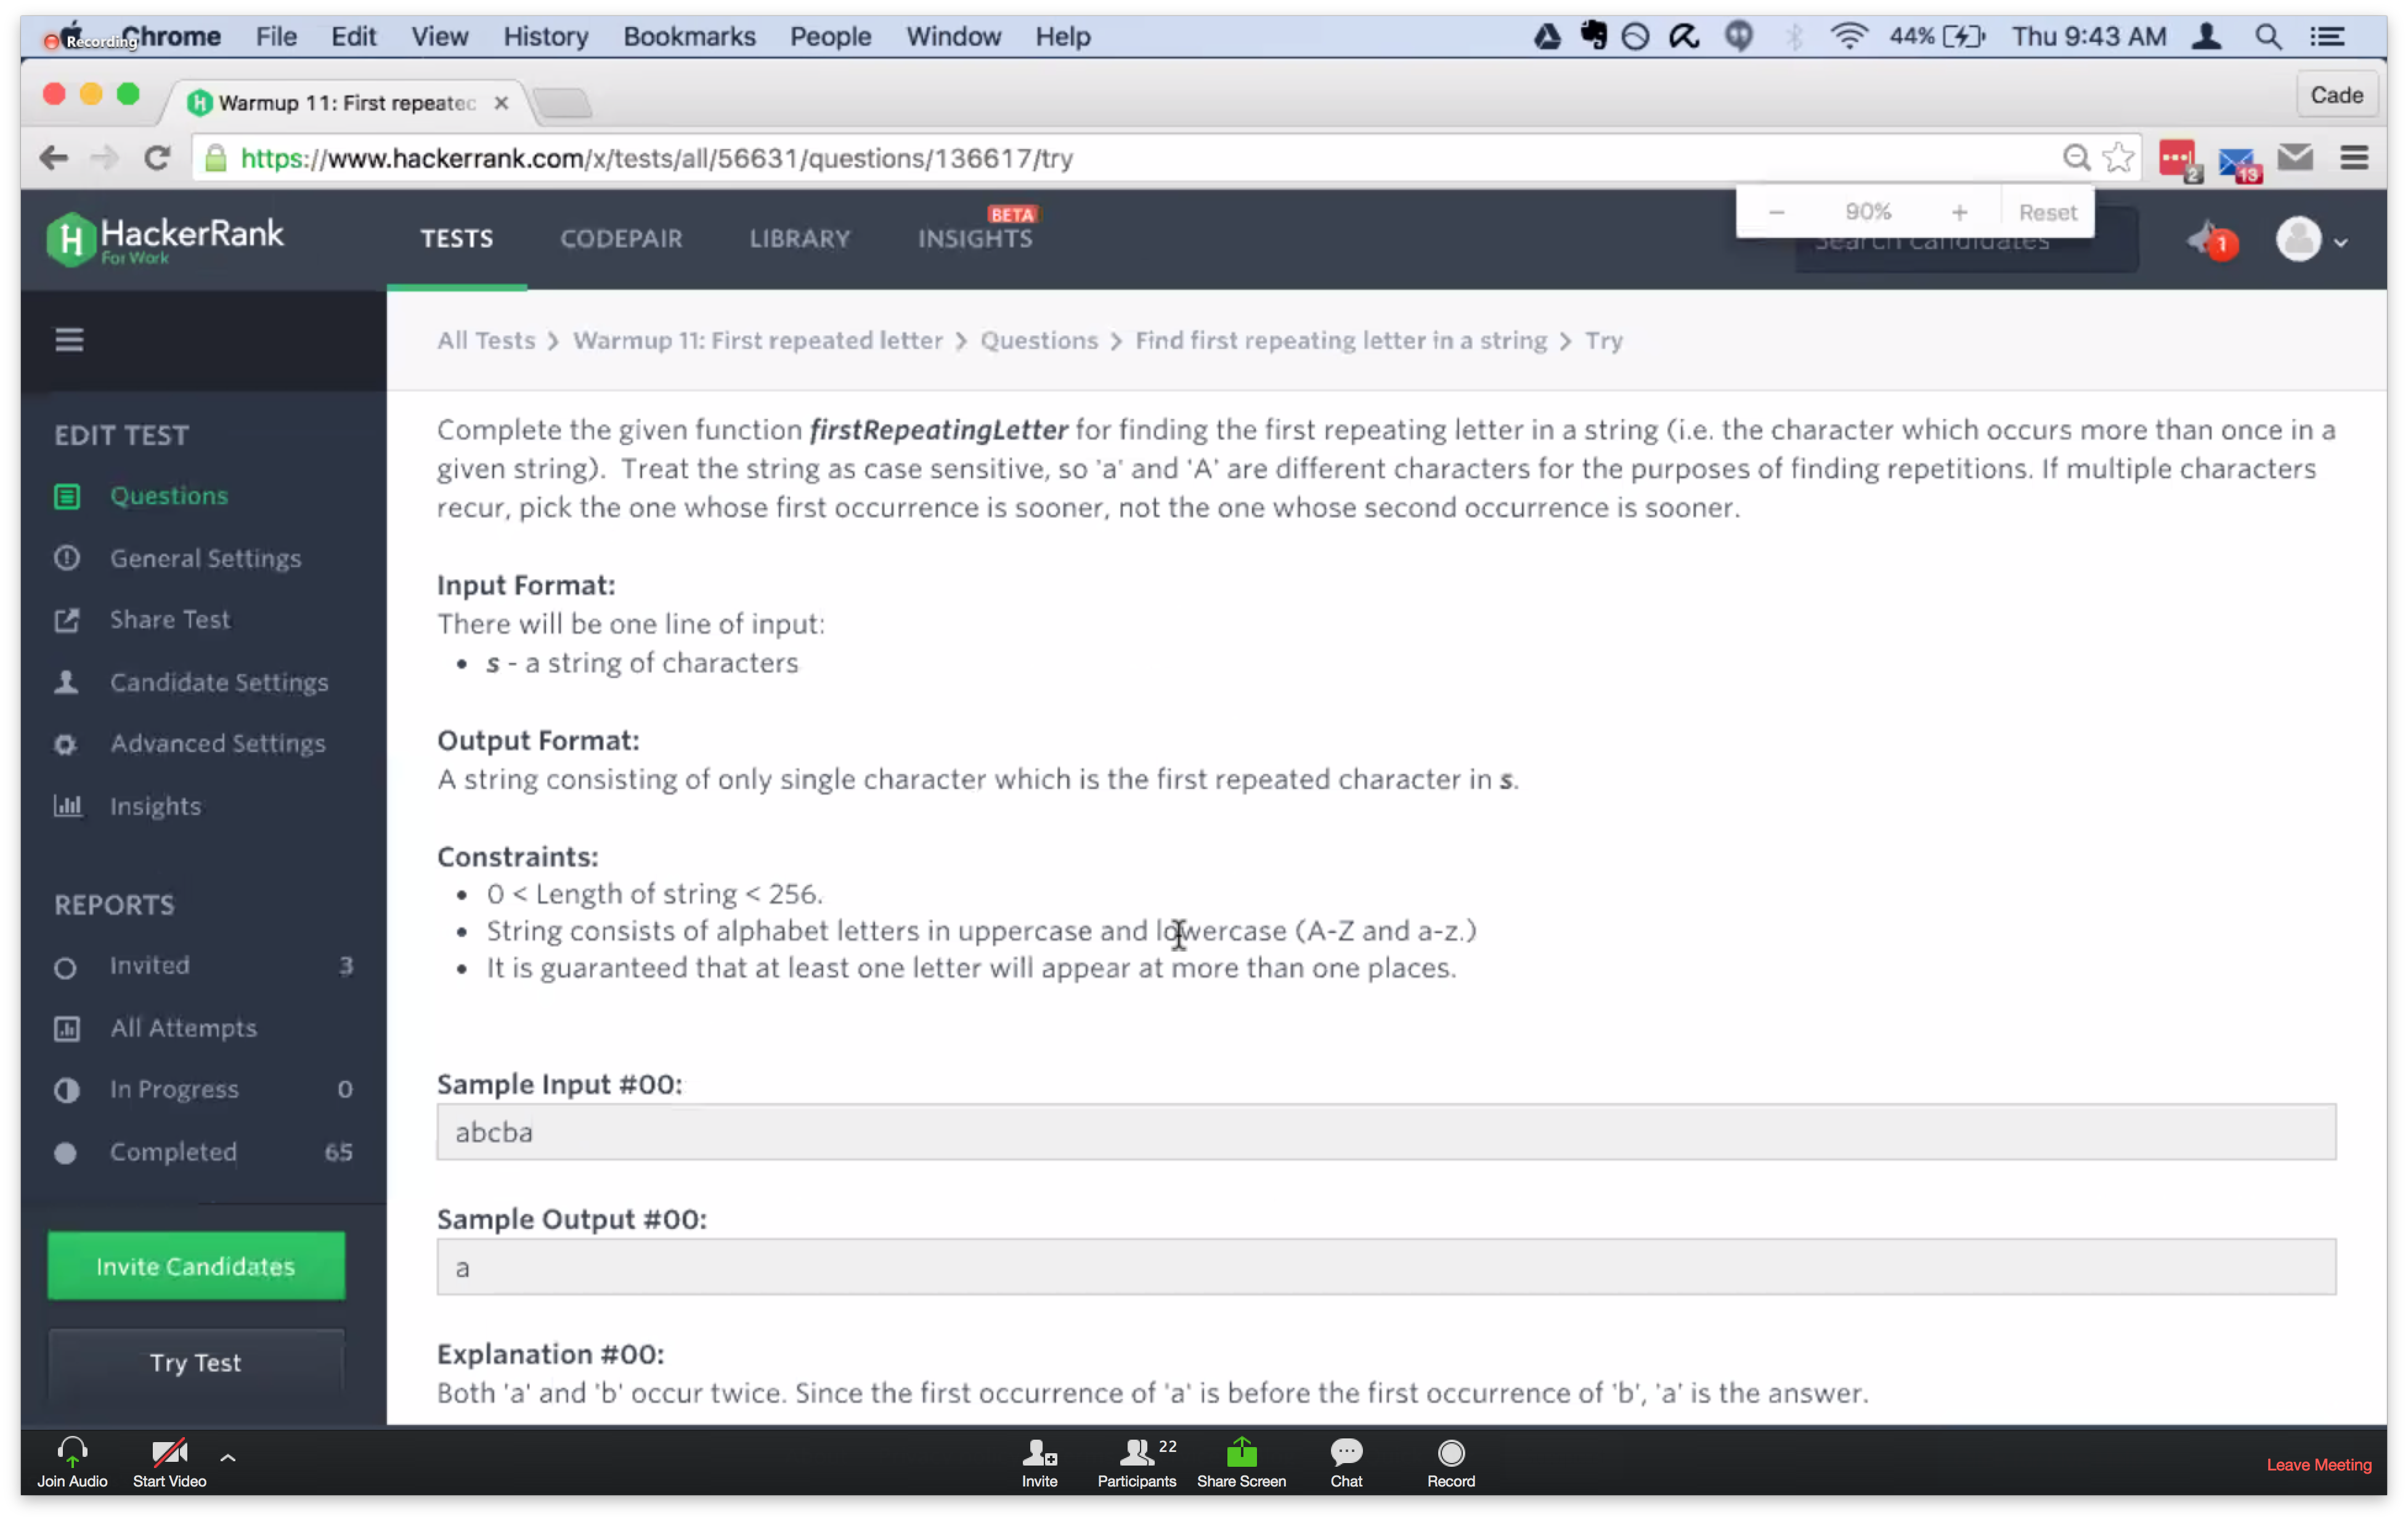 Recording Chrome File Edit View History Bookmarks People Window Help 44% Thu 9:43 AM
Warmup 11: First repeated Cade
https://www.hackerrank.com/x/tests/all/56631/questions/136617/try 2 13
90% Reset
HackerRank For Work TESTS CODEPAIR LIBRARY INSIGHTS BETA Search candidates 1
All Tests > Warmup 11: First repeated letter > Questions > Find first repeating letter in a string > Try
EDIT TEST
Questions
General Settings
Share Test
Candidate Settings
Advanced Settings
Insights
REPORTS
Invited 3
All Attempts
In Progress 0
Completed 65
Invite Candidates
Try Test
Complete the given function firstRepeatingLetter for finding the first repeating letter in a string (i.e. the character which occurs more than once in a
given string). Treat the string as case sensitive, so 'a' and 'A' are different characters for the purposes of finding repetitions. If multiple characters
recur, pick the one whose first occurrence is sooner, not the one whose second occurrence is sooner.
Input Format:
There will be one line of input:
• s - a string of characters
Output Format:
A string consisting of only single character which is the first repeated character in s.
Constraints:
• 0 < Length of string < 256.
• String consists of alphabet letters in uppercase and lowercase (A-Z and a-z.)
• It is guaranteed that at least one letter will appear at more than one places.
Sample Input #00:
abcba
Sample Output #00:
a
Explanation #00:
Both 'a' and 'b' occur twice. Since the first occurrence of 'a' is before the first occurrence of 'b', 'a' is the answer.
Join Audio Start Video Invite Participants 22 Share Screen Chat Record Leave Meeting